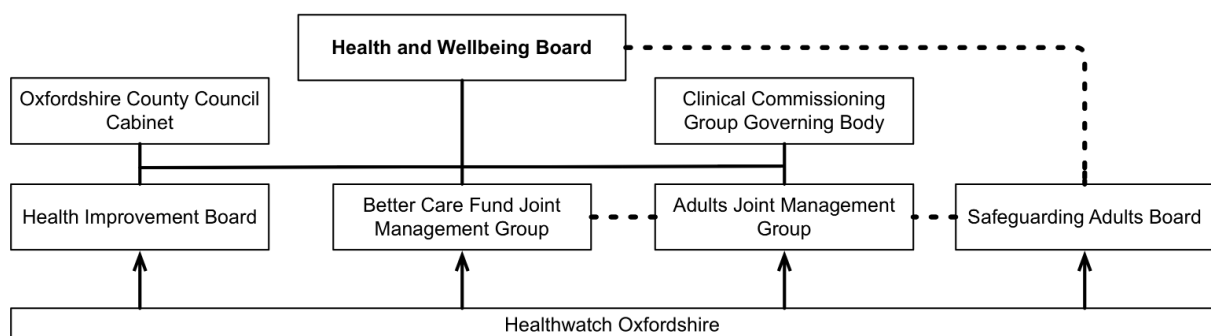 Health and Wellbeing Board
Oxfordshire County Council
Cabinet
Clinical Commissioning
Group Governing Body
Health Improvement Board
Better Care Fund Joint
Management Group
Adults Joint Management
Group
Safeguarding Adults Board
Healthwatch Oxfordshire